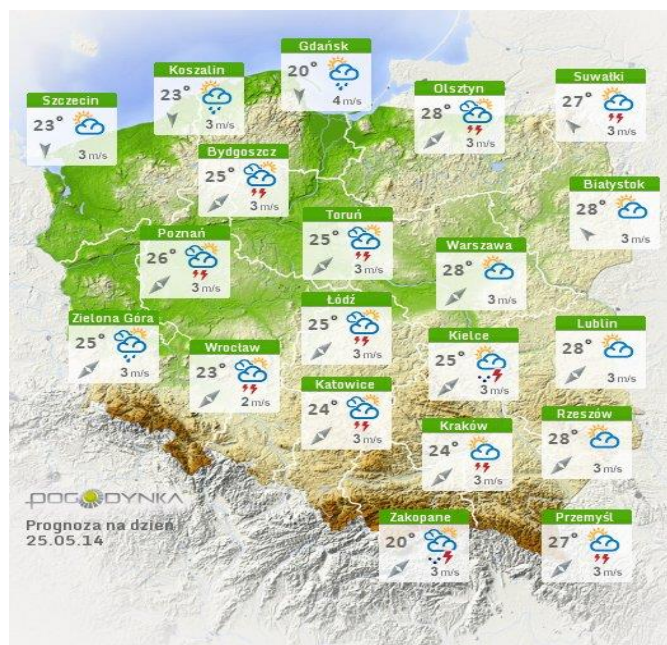 Gdańsk
20°
4 m/s
Koszalin
23°
3 m/s
Suwałki
27°
3 m/s
Olsztyn
28°
3 m/s
Szczecin
23°
3 m/s
Bydgoszcz
25°
3 m/s
Białystok
28°
3 m/s
Toruń
25°
3 m/s
Poznań
26°
3 m/s
Warszawa
28°
3 m/s
Łódź
25°
3 m/s
Zielona Góra
25°
3 m/s
Lublin
28°
3 m/s
Kielce
25°
3 m/s
Wrocław
23°
2 m/s
Katowice
24°
3 m/s
Rzeszów
28°
3 m/s
Kraków
24°
3 m/s
POGODYNKA
Prognoza na dzień
25.05.14
Zakopane
20°
3 m/s
Przemyśl
27°
3 m/s